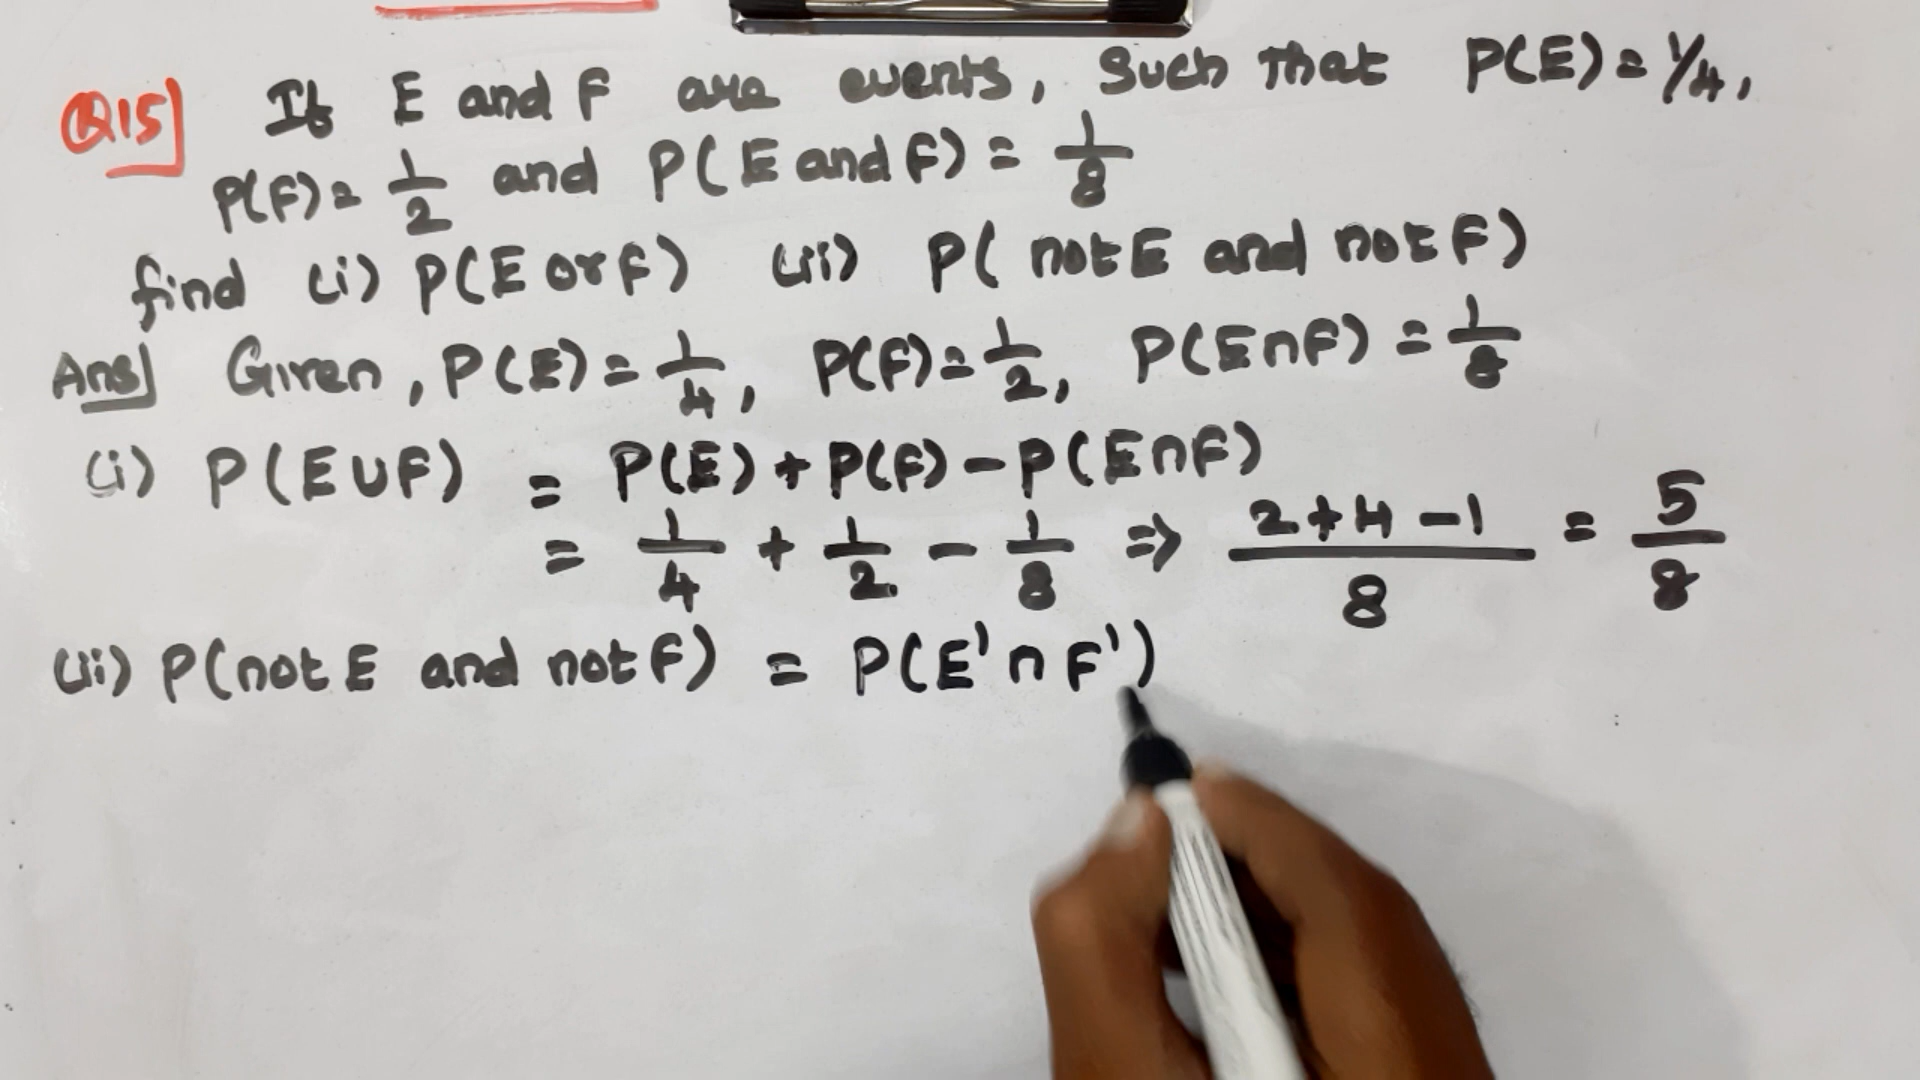 Q15] If E and F are events, Such that P(E) = 1/4,
P(F) = 1/2 and P(E and F) = 1/8
find (i) P(E or F) (ii) P( not E and not F)
Ans] Given, P(E) = 1/4, P(F) = 1/2, P(E∩F) = 1/8
(i) P(E∪F) = P(E) + P(F) - P(E∩F)
= 1/4 + 1/2 - 1/8 ⇒ (2+4-1)/8 = 5/8
(ii) P(not E and not F) = P(E' ∩ F')